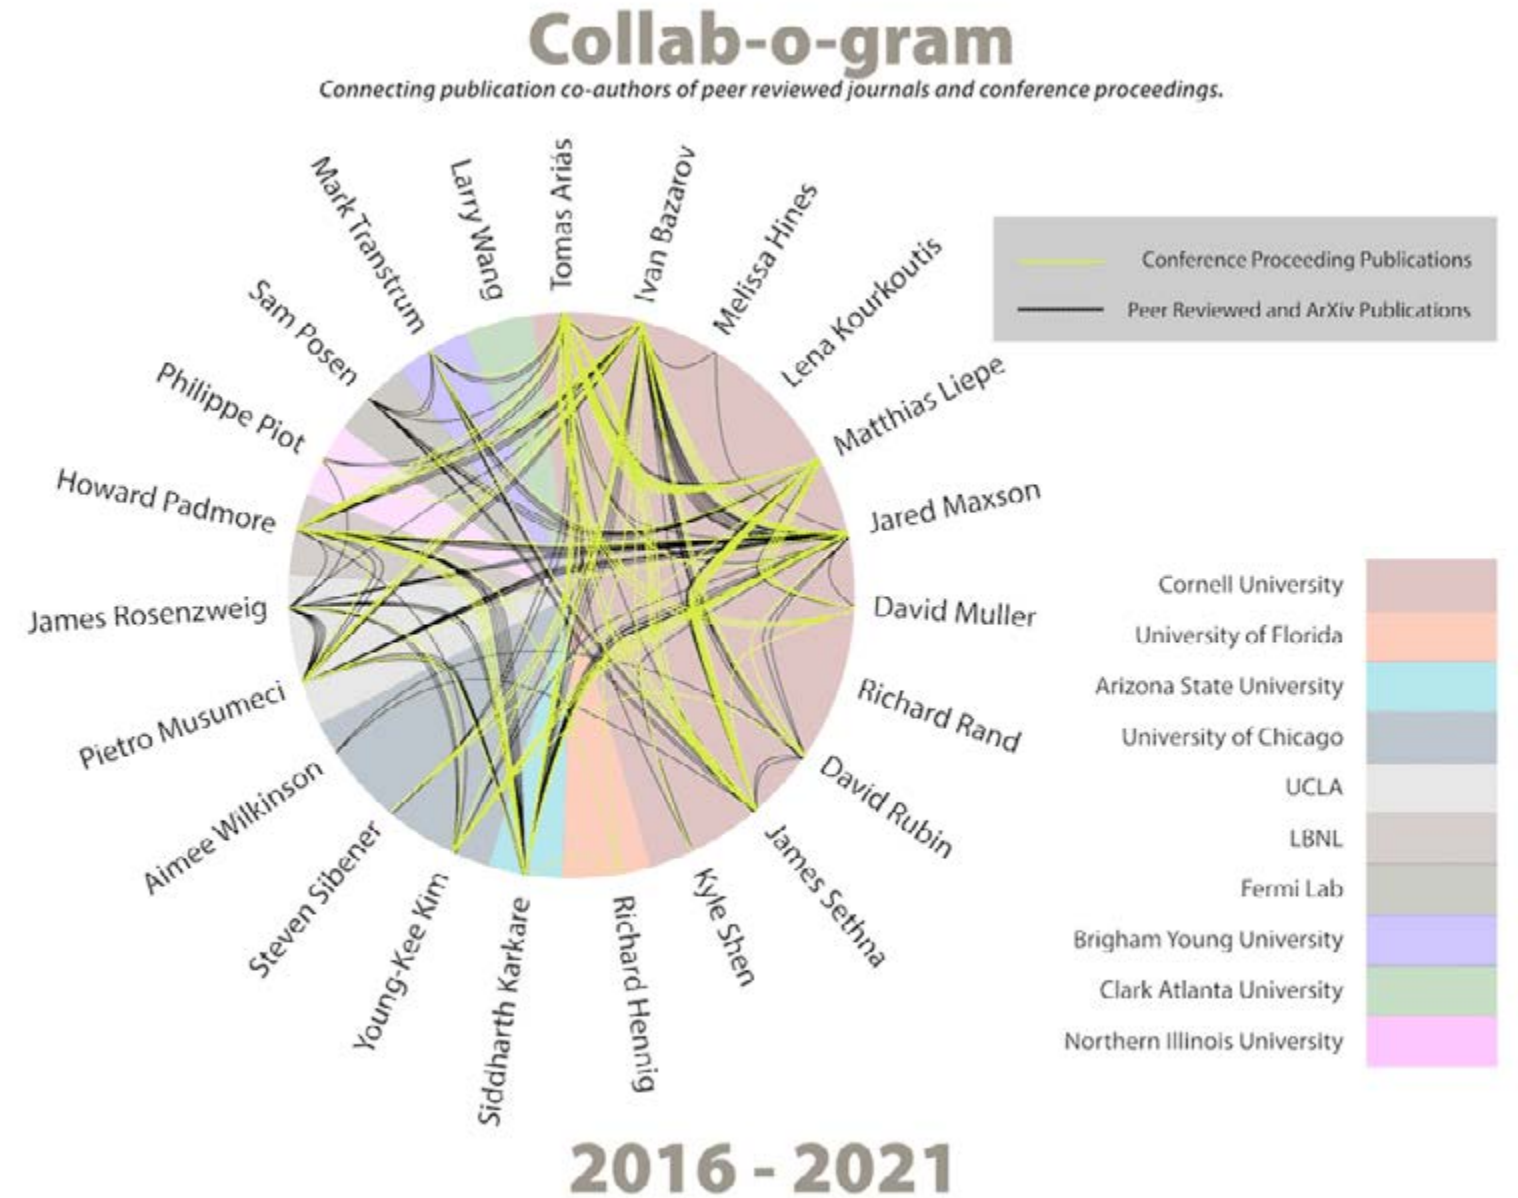 Collab-o-gram
Connecting publication co-authors of peer reviewed journals and conference proceedings.
Tomas Ariás
Ivan Bazarov
Melissa Hines
Lena Kourkoutis
Matthias Liepe
Jared Maxson
David Muller
Richard Rand
David Rubin
James Sethna
Kyle Shen
Richard Hennig
Siddharth Karkare
Young-Kee Kim
Steven Sibener
Aimee Wilkinson
Pietro Musumeci
James Rosenzweig
Howard Padmore
Philippe Piot
Sam Posen
Mark Transtrum
Larry Wang
Conference Proceeding Publications
Peer Reviewed and ArXiv Publications
Cornell University
University of Florida
Arizona State University
University of Chicago
UCLA
LBNL
Fermi Lab
Brigham Young University
Clark Atlanta University
Northern Illinois University
2016 - 2021